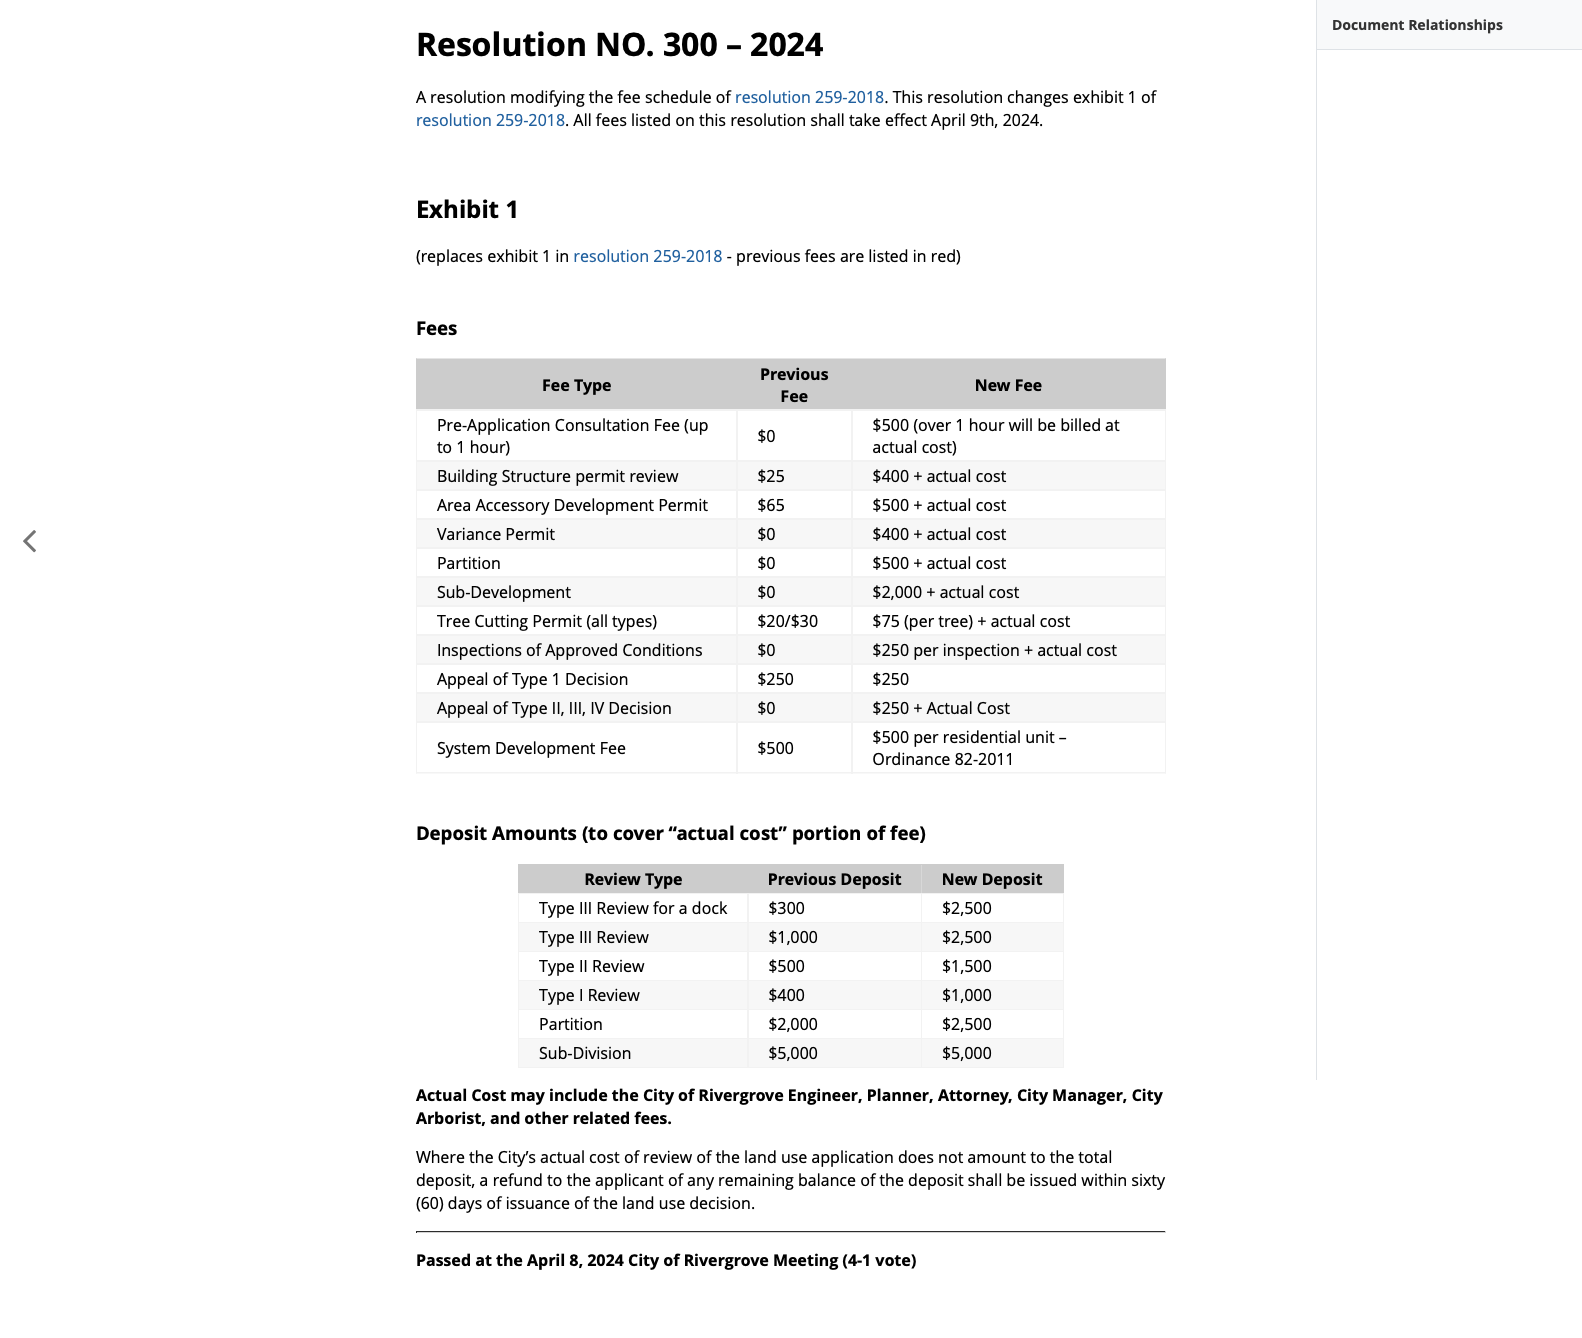 Document Relationships
Resolution NO. 300 – 2024
A resolution modifying the fee schedule of resolution 259-2018. This resolution changes exhibit 1 of
resolution 259-2018. All fees listed on this resolution shall take effect April 9th, 2024.
Exhibit 1
(replaces exhibit 1 in resolution 259-2018 - previous fees are listed in red)
Fees
Fee Type Previous Fee New Fee
Pre-Application Consultation Fee (up to 1 hour) $0 $500 (over 1 hour will be billed at actual cost)
Building Structure permit review $25 $400 + actual cost
Area Accessory Development Permit $65 $500 + actual cost
Variance Permit $0 $400 + actual cost
Partition $0 $500 + actual cost
Sub-Development $0 $2,000 + actual cost
Tree Cutting Permit (all types) $20/$30 $75 (per tree) + actual cost
Inspections of Approved Conditions $0 $250 per inspection + actual cost
Appeal of Type 1 Decision $250 $250
Appeal of Type II, III, IV Decision $0 $250 + Actual Cost
System Development Fee $500 $500 per residential unit – Ordinance 82-2011
Deposit Amounts (to cover “actual cost” portion of fee)
Review Type Previous Deposit New Deposit
Type III Review for a dock $300 $2,500
Type III Review $1,000 $2,500
Type II Review $500 $1,500
Type I Review $400 $1,000
Partition $2,000 $2,500
Sub-Division $5,000 $5,000
Actual Cost may include the City of Rivergrove Engineer, Planner, Attorney, City Manager, City
Arborist, and other related fees.
Where the City’s actual cost of review of the land use application does not amount to the total
deposit, a refund to the applicant of any remaining balance of the deposit shall be issued within sixty
(60) days of issuance of the land use decision.
Passed at the April 8, 2024 City of Rivergrove Meeting (4-1 vote)